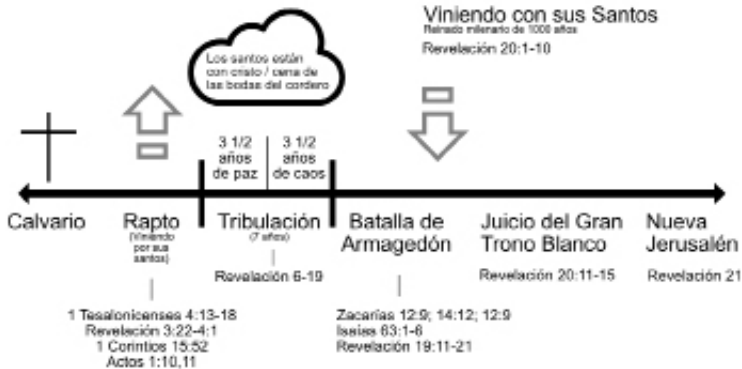 Viniendo con sus Santos
Reinado milenario de 1000 años
Revelación 20:1-10
Los santos están
con cristo / cena de
las bodas del cordero
3 1/2
años
de paz
3 1/2
años
de caos
Calvario
Rapto
(Viniendo
por sus
santos)
1 Tesalonicenses 4:13-18
Revelación 3:22-4:1
1 Corintios 15:52
Actos 1:10,11
Tribulación
(7 años)
Revelación 6-19
Batalla de
Armagedón
Zacarías 12:9; 14:12; 12:9
Isaías 63:1-6
Revelación 19:11-21
Juicio del Gran
Trono Blanco
Revelación 20:11-15
Nueva
Jerusalén
Revelación 21